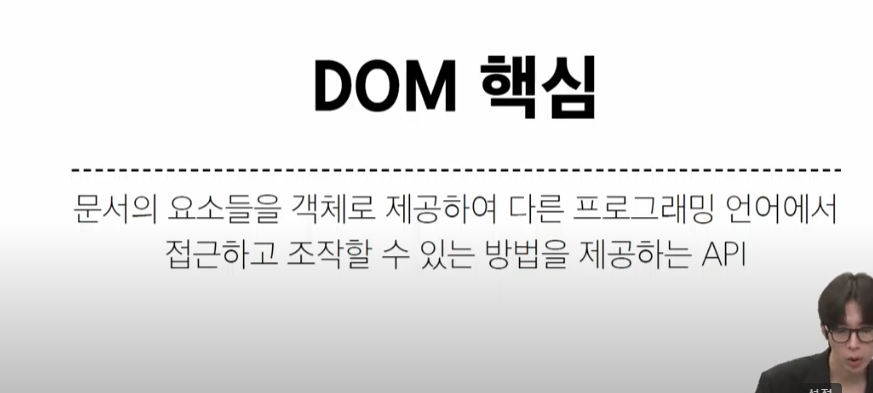 DOM 핵심
문서의 요소들을 객체로 제공하여 다른 프로그래밍 언어에서
접근하고 조작할 수 있는 방법을 제공하는 API